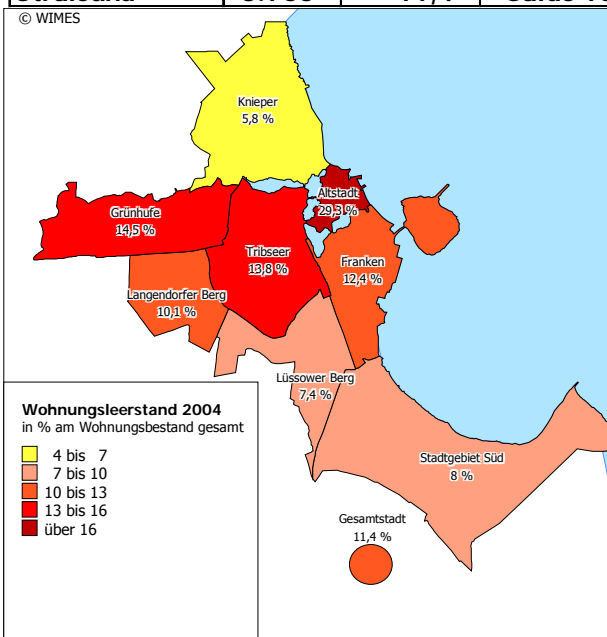 © WIMES
Knieper
5,8 %
Altstadt
29,3 %
Grünhufe
14,5 %
Tribseer
13,8 %
Franken
12,4 %
Langendorfer Berg
10,1 %
Lüssower Berg
7,4 %
Stadtgebiet Süd
8 %
Gesamtstadt
11,4 %
Wohnungsleerstand 2004
in % am Wohnungsbestand gesamt
4 bis 7
7 bis 10
10 bis 13
13 bis 16
über 16